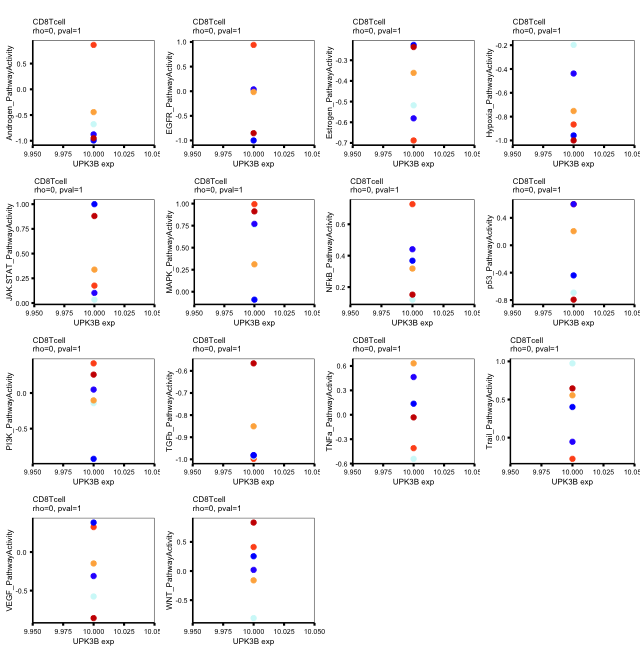 CD8Tcell
rho=0, pval=1
Androgen_PathwayActivity
0.5
0.0
-0.5
-1.0
9.950
9.975
10.000
10.025
10.05
UPK3B exp
CD8Tcell
rho=0, pval=1
EGFR_PathwayActivity
1.0
0.5
0.0
-0.5
-1.0
9.950
9.975
10.000
10.025
10.05
UPK3B exp
CD8Tcell
rho=0, pval=1
Estrogen_PathwayActivity
-0.3
-0.4
-0.5
-0.6
-0.7
9.950
9.975
10.000
10.025
10.05
UPK3B exp
CD8Tcell
rho=0, pval=1
Hypoxia_PathwayActivity
-0.2
-0.4
-0.6
-0.8
-1.0
9.950
9.975
10.000
10.025
10.05
UPK3B exp
CD8Tcell
rho=0, pval=1
JAK.STAT_PathwayActivity
1.00
0.75
0.50
0.25
0.00
9.950
9.975
10.000
10.025
10.05
UPK3B exp
CD8Tcell
rho=0, pval=1
MAPK_PathwayActivity
1.00
0.75
0.50
0.25
0.00
9.950
9.975
10.000
10.025
10.05
UPK3B exp
CD8Tcell
rho=0, pval=1
NFkB_PathwayActivity
0.6
0.4
0.2
9.950
9.975
10.000
10.025
10.05
UPK3B exp
CD8Tcell
rho=0, pval=1
p53_PathwayActivity
0.4
0.0
-0.4
-0.8
9.950
9.975
10.000
10.025
10.05
UPK3B exp
CD8Tcell
rho=0, pval=1
PI3K_PathwayActivity
0.0
-0.5
9.950
9.975
10.000
10.025
10.05
UPK3B exp
CD8Tcell
rho=0, pval=1
TGFb_PathwayActivity
-0.6
-0.7
-0.8
-0.9
-1.0
9.950
9.975
10.000
10.025
10.05
UPK3B exp
CD8Tcell
rho=0, pval=1
TNFa_PathwayActivity
0.6
0.3
0.0
-0.3
-0.6
9.950
9.975
10.000
10.025
10.05
UPK3B exp
CD8Tcell
rho=0, pval=1
Trail_PathwayActivity
1.0
0.5
0.0
9.950
9.975
10.000
10.025
10.05
UPK3B exp
CD8Tcell
rho=0, pval=1
VEGF_PathwayActivity
0.0
-0.5
9.950
9.975
10.000
10.025
10.05
UPK3B exp
CD8Tcell
rho=0, pval=1
WNT_PathwayActivity
0.5
0.0
-0.5
9.950
9.975
10.000
10.025
10.050
UPK3B exp